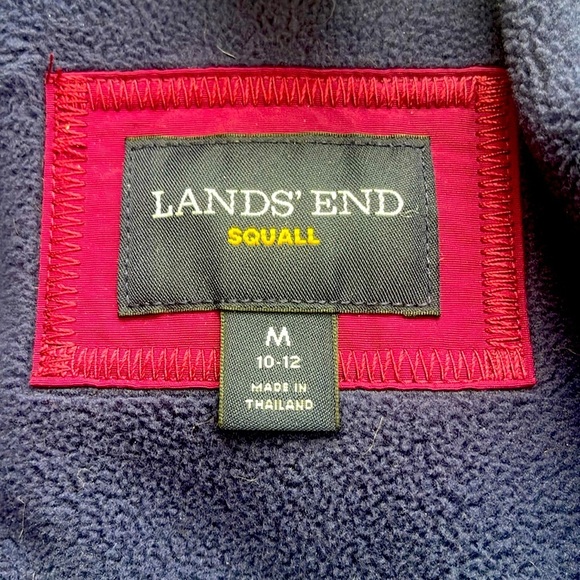 LANDS' END
SQUALL
M
10-12
MADE IN
THAILAND